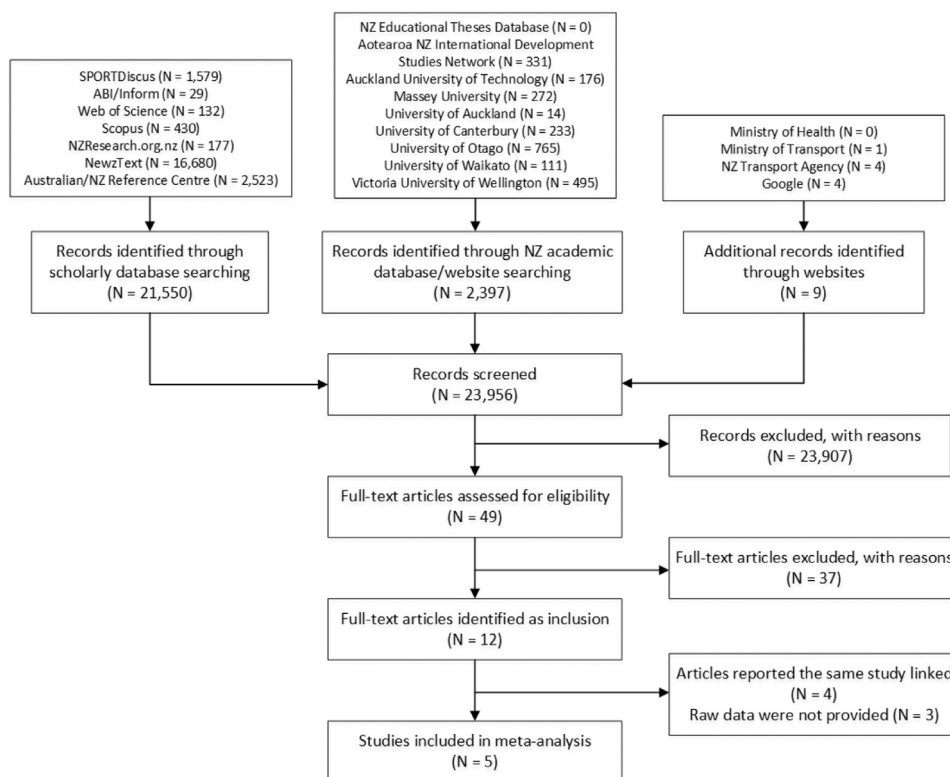 SPORTDiscus (N = 1,579)
ABI/Inform (N = 29)
Web of Science (N = 132)
Scopus (N = 430)
NZResearch.org.nz (N = 177)
NewzText (N = 16,680)
Australian/NZ Reference Centre (N = 2,523)
NZ Educational Theses Database (N = 0)
Aotearoa NZ International Development
Studies Network (N = 331)
Auckland University of Technology (N = 176)
Massey University (N = 272)
University of Auckland (N = 14)
University of Canterbury (N = 233)
University of Otago (N = 765)
University of Waikato (N = 111)
Victoria University of Wellington (N = 495)
Ministry of Health (N = 0)
Ministry of Transport (N = 1)
NZ Transport Agency (N = 4)
Google (N = 4)
Records identified through
scholarly database searching
(N = 21,550)
Records identified through NZ academic
database/website searching
(N = 2,397)
Additional records identified
through websites
(N = 9)
Records screened
(N = 23,956)
Records excluded, with reasons
(N = 23,907)
Full-text articles assessed for eligibility
(N = 49)
Full-text articles excluded, with reasons
(N = 37)
Full-text articles identified as inclusion
(N = 12)
Articles reported the same study linked
(N = 4)
Raw data were not provided (N = 3)
Studies included in meta-analysis
(N = 5)